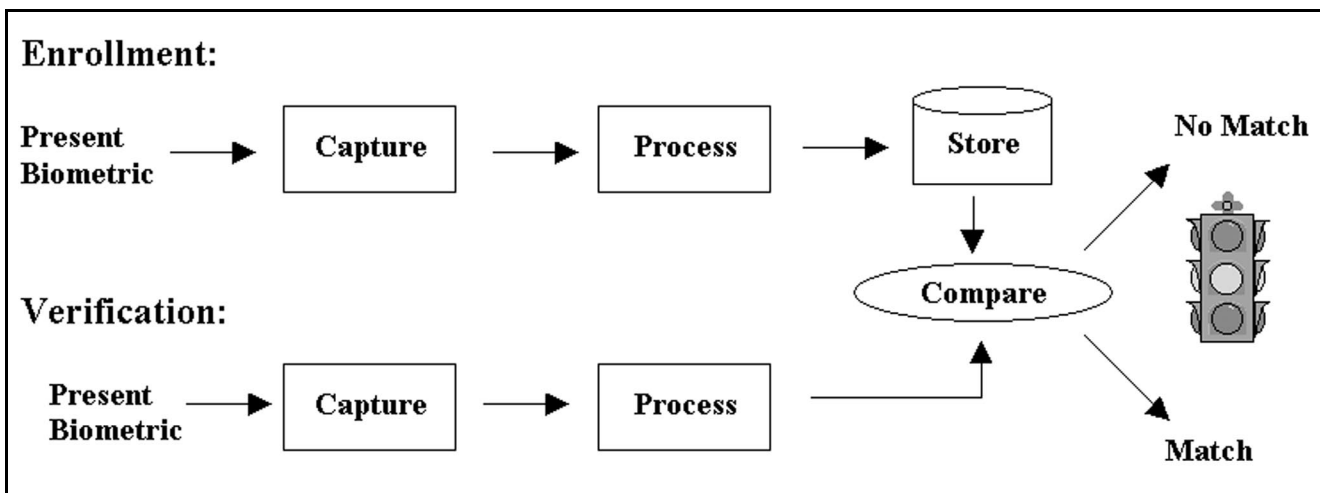 Enrollment:
Present
Biometric
Capture
Process
Store
No Match
Compare
Verification:
Present
Biometric
Capture
Process
Match